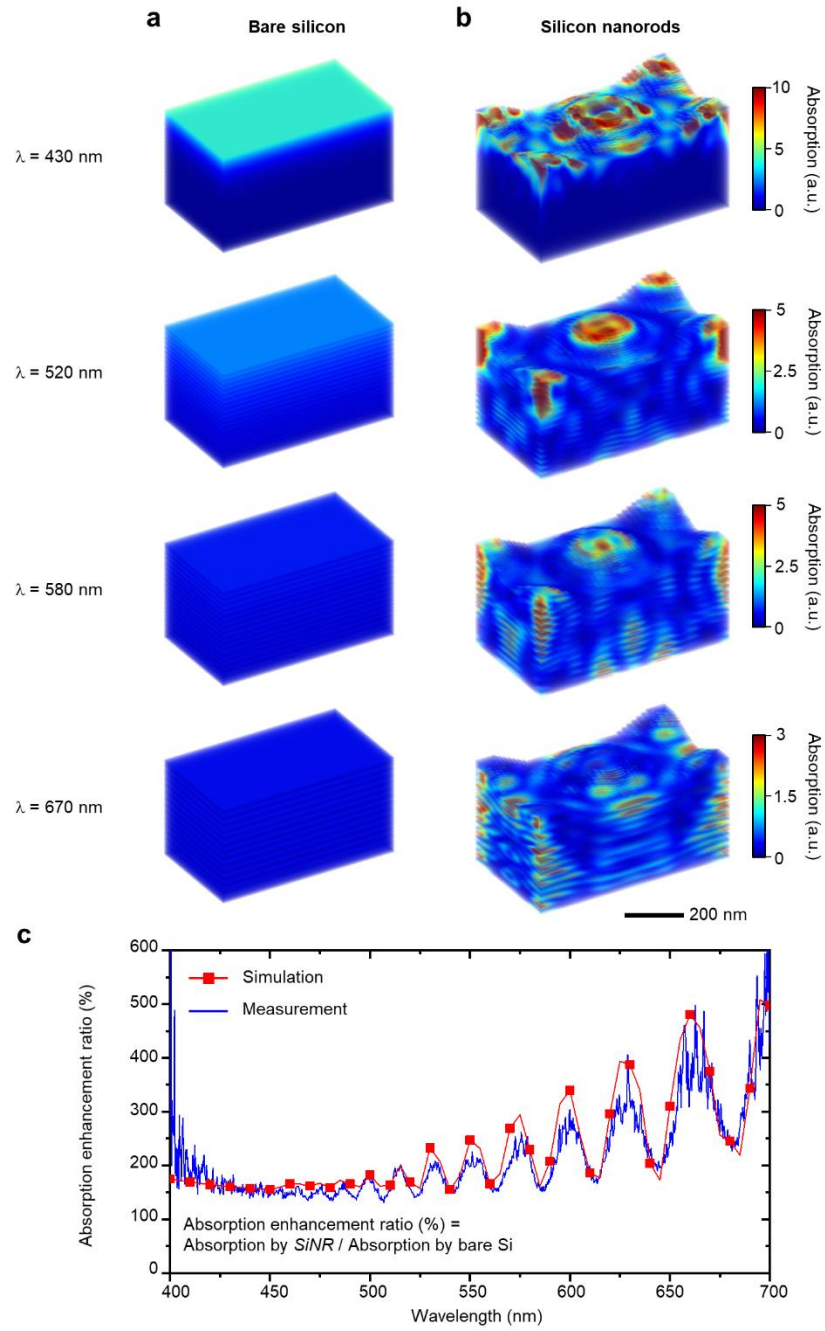 a
Bare silicon
b
Silicon nanorods
λ = 430 nm
10
5
0
Absorption (a.u.)
λ = 520 nm
5
2.5
0
Absorption (a.u.)
λ = 580 nm
5
2.5
0
Absorption (a.u.)
λ = 670 nm
3
1.5
0
Absorption (a.u.)
200 nm
c
Absorption enhancement ratio (%)
600
500
400
300
200
100
0
Simulation
Measurement
Absorption enhancement ratio (%) =
Absorption by SiNR / Absorption by bare Si
400 450 500 550 600 650 700
Wavelength (nm)